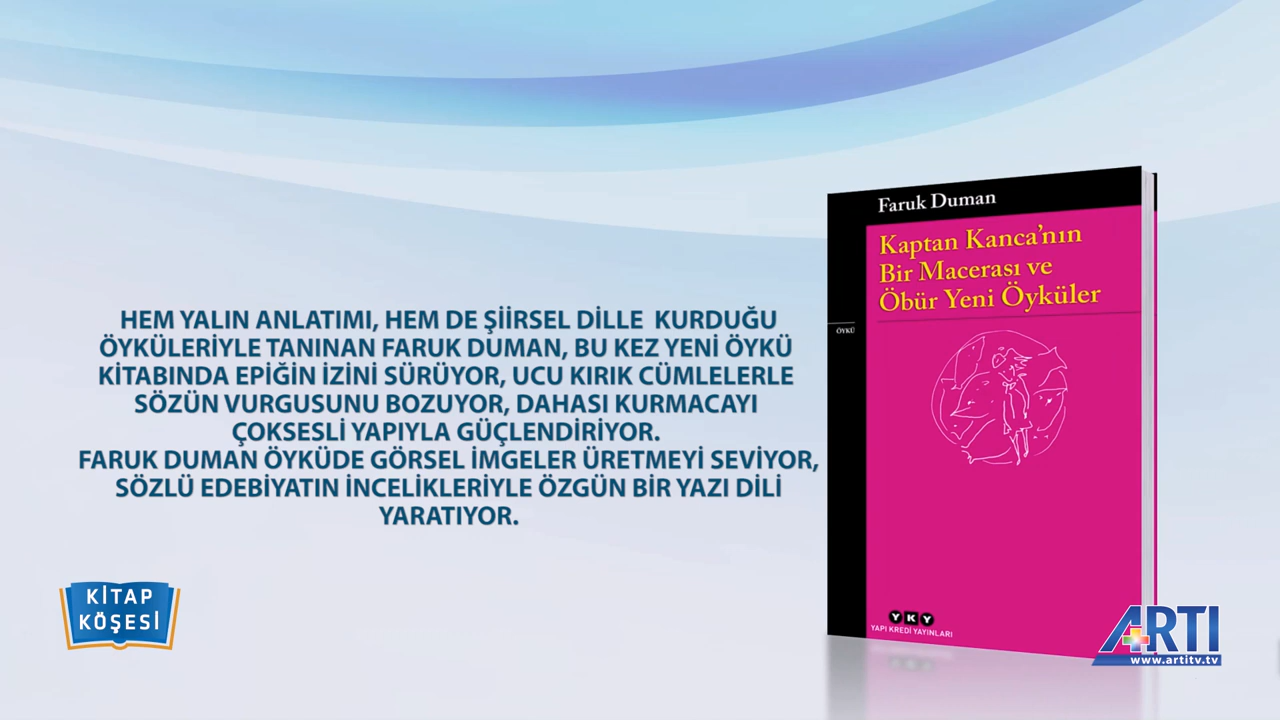 Faruk Duman
Kaptan Kanca'nın
Bir Macerası ve
Öbür Yeni Öyküler
ÖYKÜ
HEM YALIN ANLATIMI, HEM DE ŞİİRSEL DİLLE KURDUĞU
ÖYKÜLERİYLE TANINAN FARUK DUMAN, BU KEZ YENİ ÖYKÜ
KİTABINDA EPİĞİN İZİNİ SÜRÜYOR, UCU KIRIK CÜMLELERLE
SÖZÜN VURGUSUNU BOZUYOR, DAHASI KURMACAYI
ÇOKSESLİ YAPIYLA GÜÇLENDİRİYOR.
FARUK DUMAN ÖYKÜDE GÖRSEL İMGELER ÜRETMEYİ SEVİYOR,
SÖZLÜ EDEBİYATIN İNCELİKLERİYLE ÖZGÜN BİR YAZI DİLİ
YARATIYOR.
KİTAP
KÖŞESİ
YKY
YAPI KREDİ YAYINLARI
ARTI
www.artitv.tv